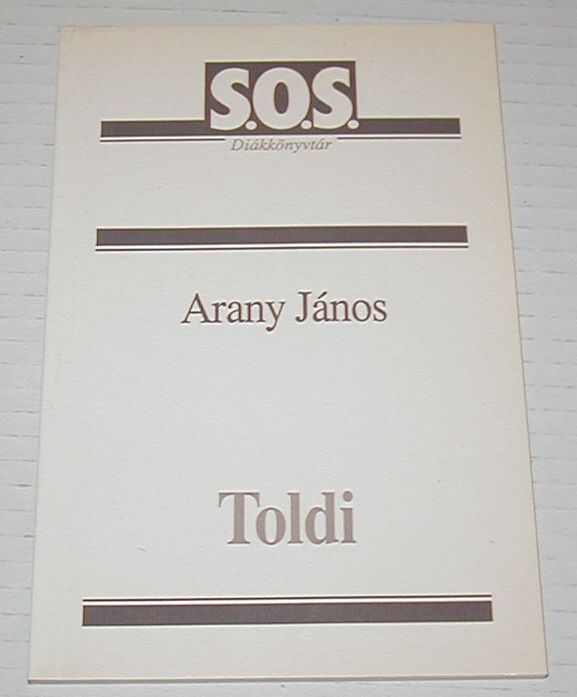 S.O.S.
Diákkönyvtár
Arany János
Toldi